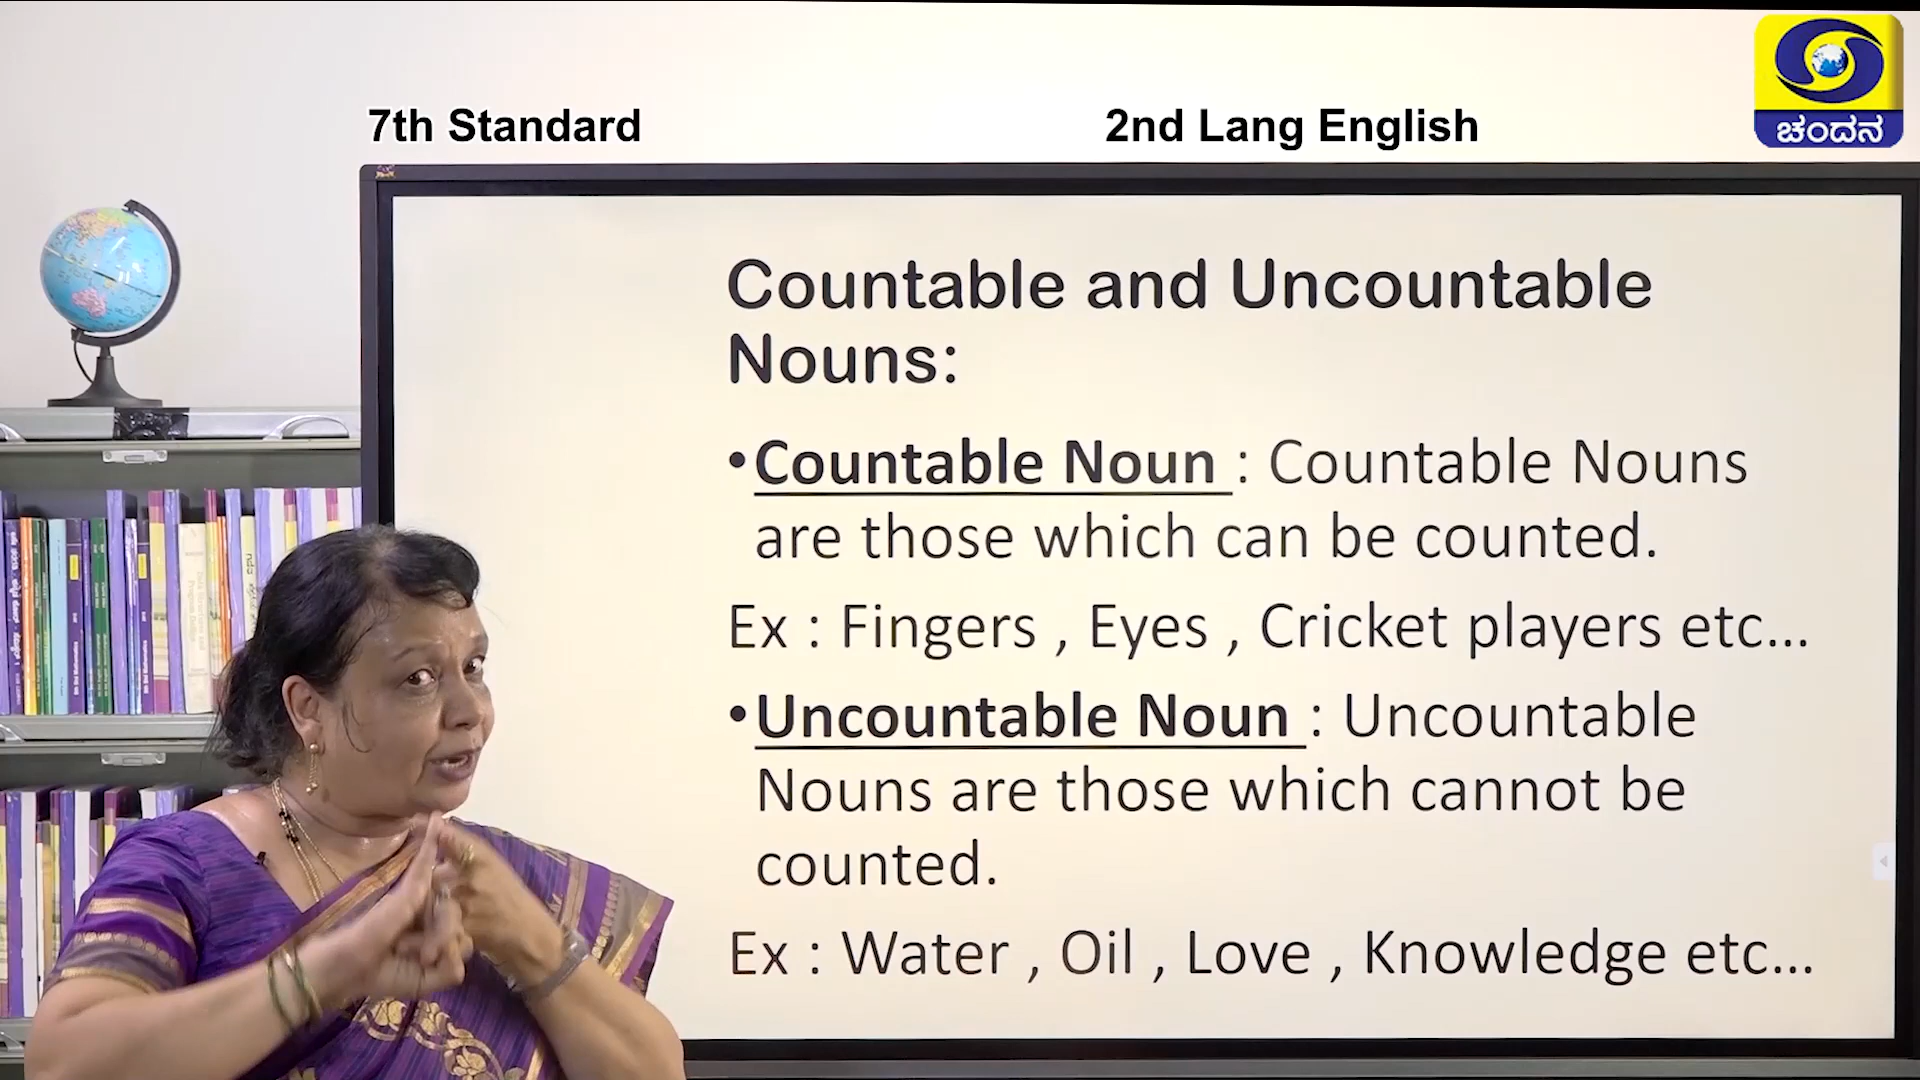 7th Standard
2nd Lang English
ಚಂದನ
Countable and Uncountable
Nouns:
•Countable Noun : Countable Nouns
are those which can be counted.
Ex : Fingers , Eyes , Cricket players etc...
•Uncountable Noun : Uncountable
Nouns are those which cannot be
counted.
Ex : Water , Oil , Love , Knowledge etc...